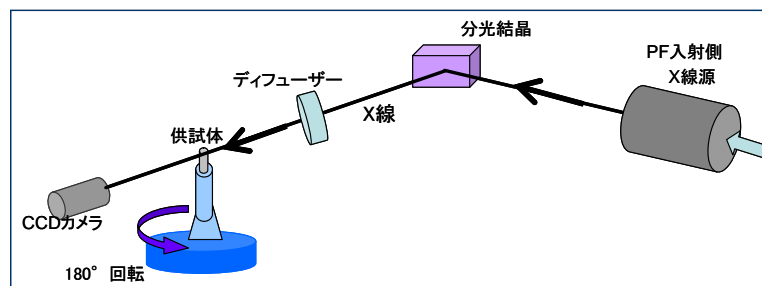 分光結晶
PF入射側
X線源
ディフューザー
X線
供試体
CCDカメラ
180°回転